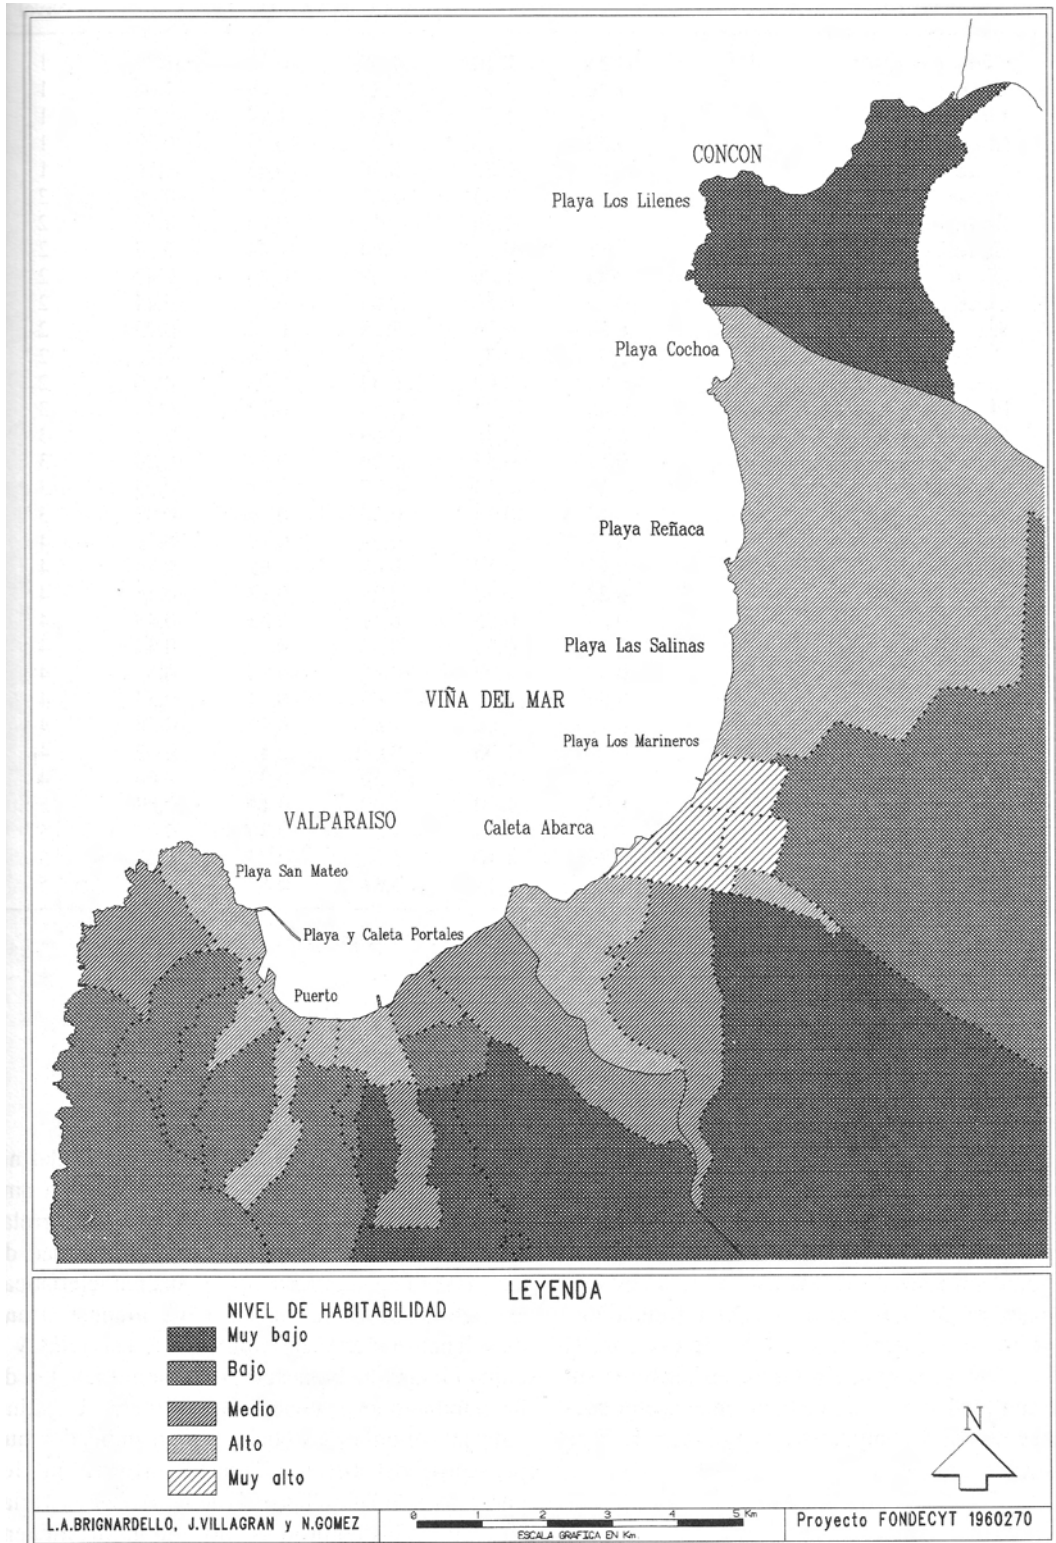 CONCON
Playa Los Lilenes
Playa Cochoa
Playa Reñaca
Playa Las Salinas
VIÑA DEL MAR
Playa Los Marineros
VALPARAISO
Caleta Abarca
Playa San Mateo
Playa y Caleta Portales
Puerto
LEYENDA
NIVEL DE HABITABILIDAD
Muy bajo
Bajo
Medio
Alto
Muy alto
N
L.A.BRIGNARDELLO, J.VILLAGRAN y N.GOMEZ
0 1 2 3 4 5 Km
ESCALA GRAFICA EN Km.
Proyecto FONDECYT 1960270